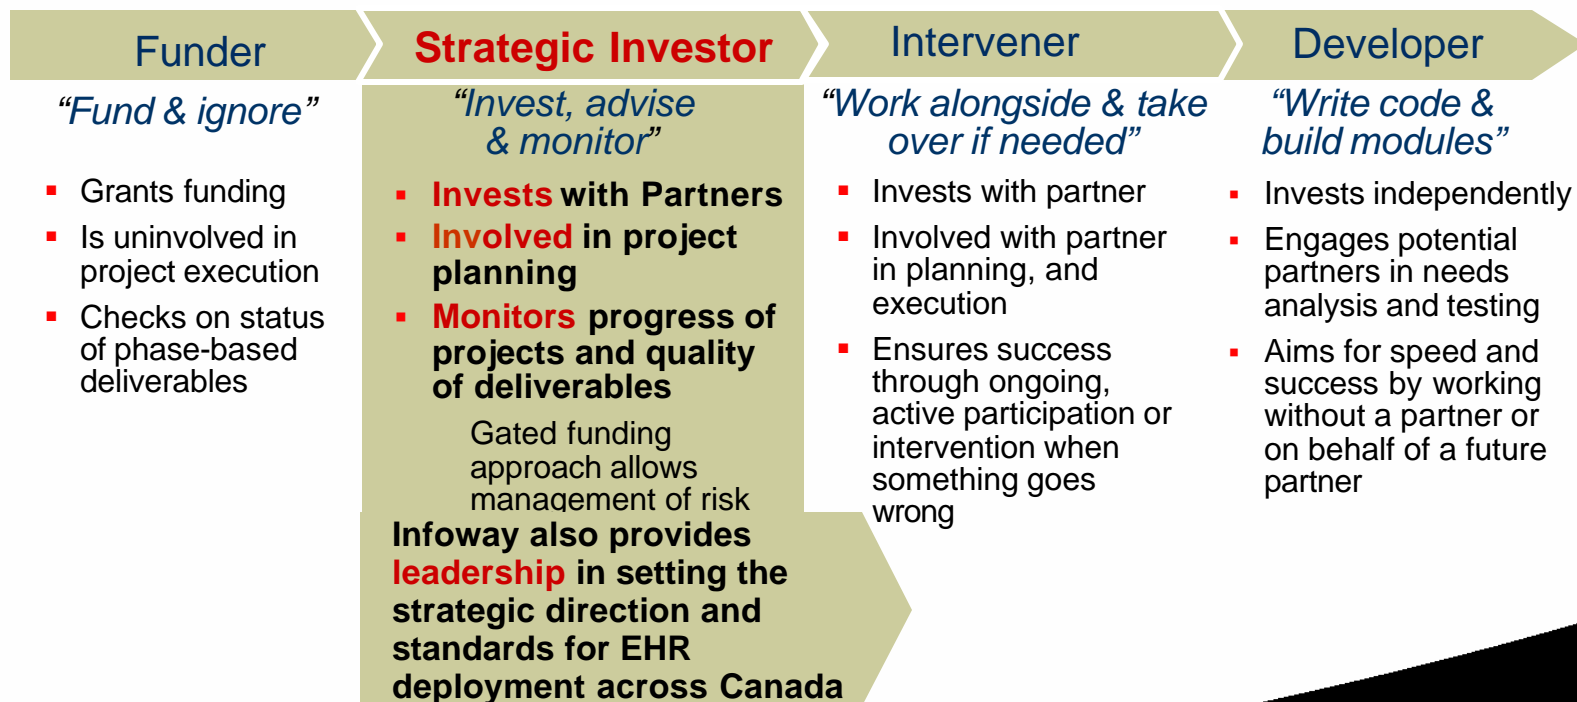 Funder
“Fund & ignore”
▪ Grants funding
▪ Is uninvolved in
project execution
▪ Checks on status
of phase-based
deliverables
Strategic Investor
“Invest, advise
& monitor”
▪ Invests with Partners
▪ Involved in project
planning
▪ Monitors progress of
projects and quality
of deliverables
Gated funding
approach allows
management of risk
Infoway also provides
leadership in setting the
strategic direction and
standards for EHR
deployment across Canada
Intervener
“Work alongside & take
over if needed”
▪ Invests with partner
▪ Involved with partner
in planning, and
execution
▪ Ensures success
through ongoing,
active participation or
intervention when
something goes
wrong
Developer
“Write code &
build modules”
▪ Invests independently
▪ Engages potential
partners in needs
analysis and testing
▪ Aims for speed and
success by working
without a partner or
on behalf of a future
partner